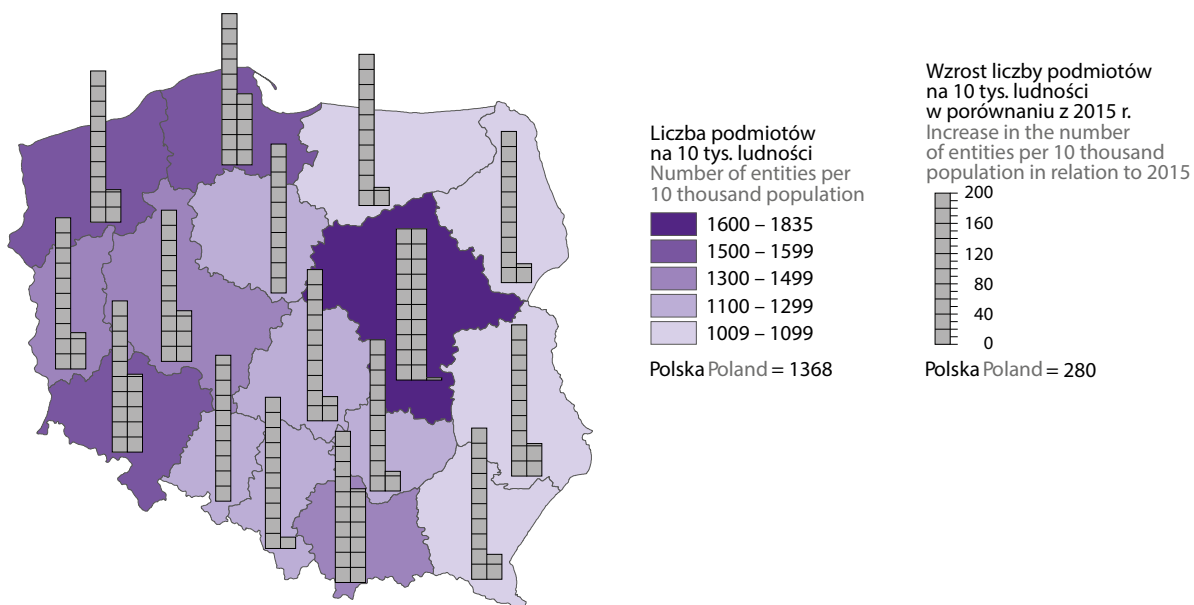 Liczba podmiotów
na 10 tys. ludności
Number of entities per
10 thousand population
1600 – 1835
1500 – 1599
1300 – 1499
1100 – 1299
1009 – 1099
Polska Poland = 1368
Wzrost liczby podmiotów
na 10 tys. ludności
w porównaniu z 2015 r.
Increase in the number
of entities per 10 thousand
population in relation to 2015
200
160
120
80
40
0
Polska Poland = 280